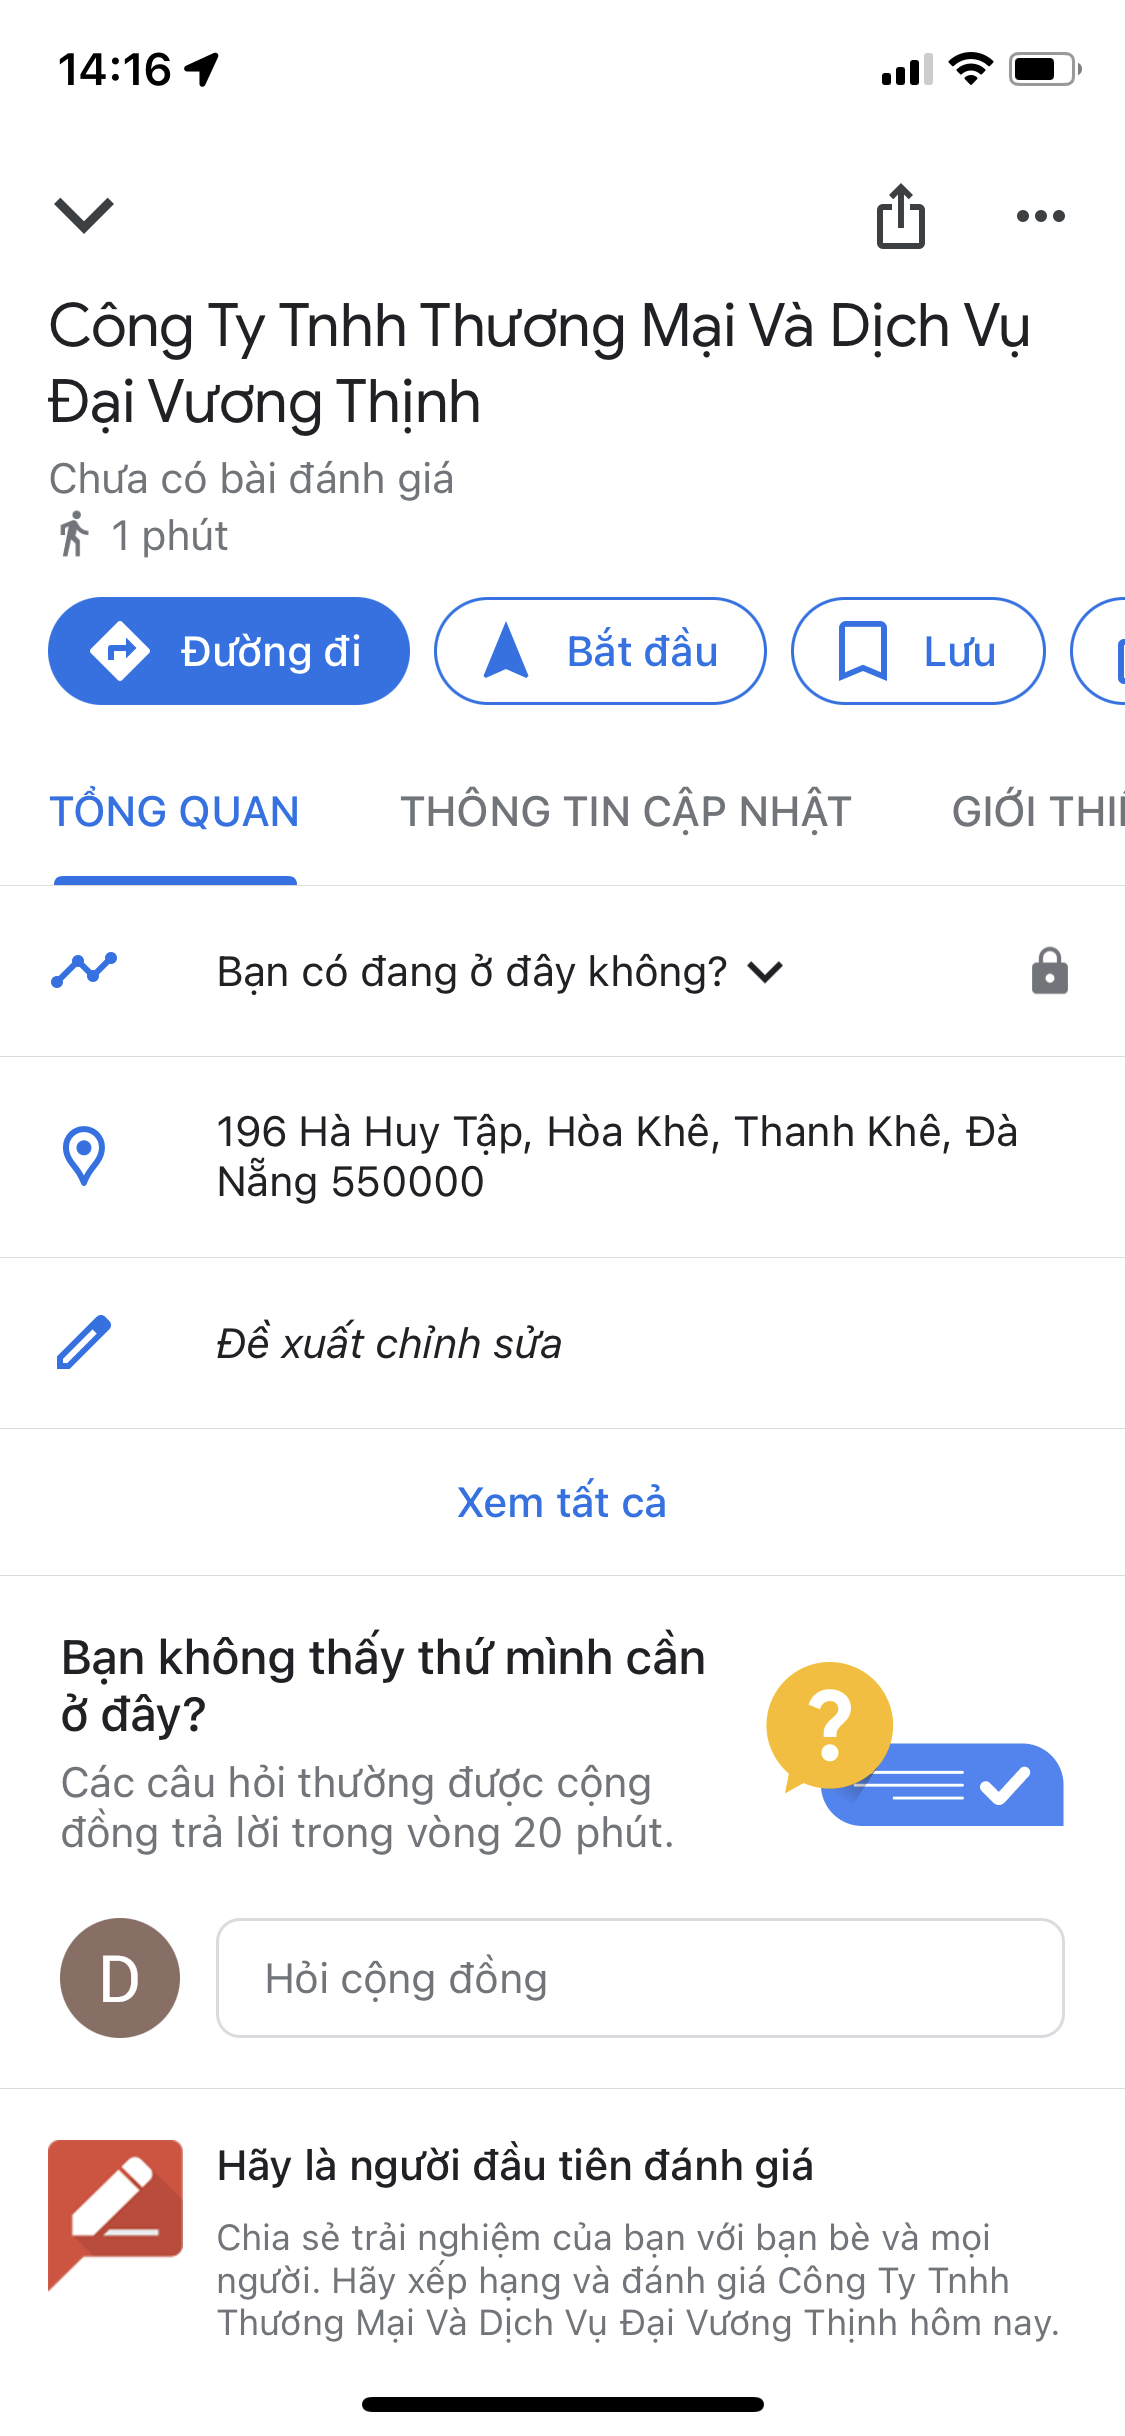 14:16
Công Ty Tnhh Thương Mại Và Dịch Vụ
Đại Vương Thịnh
Chưa có bài đánh giá
1 phút
Đường đi
Bắt đầu
Lưu
TỔNG QUAN
THÔNG TIN CẬP NHẬT
GIỚI THI
Bạn có đang ở đây không?
196 Hà Huy Tập, Hòa Khê, Thanh Khê, Đà
Nẵng 550000
Đề xuất chỉnh sửa
Xem tất cả
Bạn không thấy thứ mình cần
ở đây?
Các câu hỏi thường được cộng
đồng trả lời trong vòng 20 phút.
?
D
Hỏi cộng đồng
Hãy là người đầu tiên đánh giá
Chia sẻ trải nghiệm của bạn với bạn bè và mọi
người. Hãy xếp hạng và đánh giá Công Ty Tnhh
Thương Mại Và Dịch Vụ Đại Vương Thịnh hôm nay.